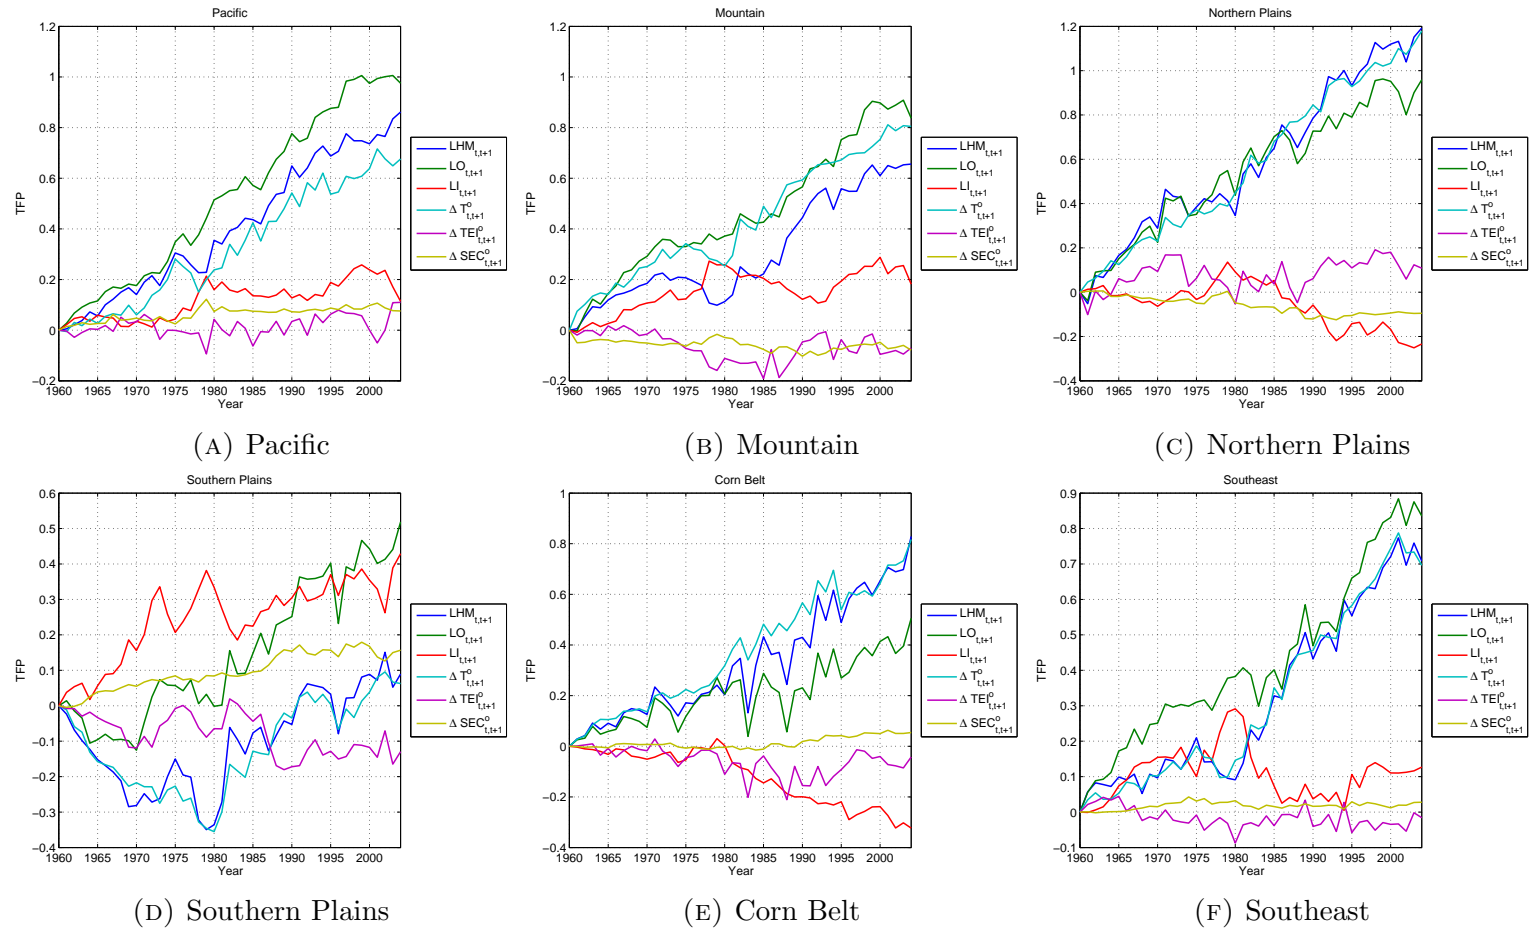 Pacific
1.2
1
0.8
0.6
0.4
0.2
0
−0.2
TFP
1960 1965 1970 1975 1980 1985 1990 1995 2000
Year
LHM t,t+1
LO t,t+1
LI t,t+1
Δ T^o t,t+1
Δ TEI^o t,t+1
Δ SEC^o t,t+1
(A) Pacific
Mountain
1.2
1
0.8
0.6
0.4
0.2
0
−0.2
TFP
1960 1965 1970 1975 1980 1985 1990 1995 2000
Year
LHM t,t+1
LO t,t+1
LI t,t+1
Δ T^o t,t+1
Δ TEI^o t,t+1
Δ SEC^o t,t+1
(B) Mountain
Northern Plains
1.2
1
0.8
0.6
0.4
0.2
0
−0.2
−0.4
TFP
1960 1965 1970 1975 1980 1985 1990 1995 2000
Year
LHM t,t+1
LO t,t+1
LI t,t+1
Δ T^o t,t+1
Δ TEI^o t,t+1
Δ SEC^o t,t+1
(C) Northern Plains
Southern Plains
0.6
0.5
0.4
0.3
0.2
0.1
0
−0.1
−0.2
−0.3
−0.4
TFP
1960 1965 1970 1975 1980 1985 1990 1995 2000
Year
LHM t,t+1
LO t,t+1
LI t,t+1
Δ T^o t,t+1
Δ TEI^o t,t+1
Δ SEC^o t,t+1
(D) Southern Plains
Corn Belt
1
0.8
0.6
0.4
0.2
0
−0.2
−0.4
TFP
1960 1965 1970 1975 1980 1985 1990 1995 2000
Year
LHM t,t+1
LO t,t+1
LI t,t+1
Δ T^o t,t+1
Δ TEI^o t,t+1
Δ SEC^o t,t+1
(E) Corn Belt
Southeast
0.9
0.8
0.7
0.6
0.5
0.4
0.3
0.2
0.1
0
−0.1
TFP
1960 1965 1970 1975 1980 1985 1990 1995 2000
Year
LHM t,t+1
LO t,t+1
LI t,t+1
Δ T^o t,t+1
Δ TEI^o t,t+1
Δ SEC^o t,t+1
(F) Southeast